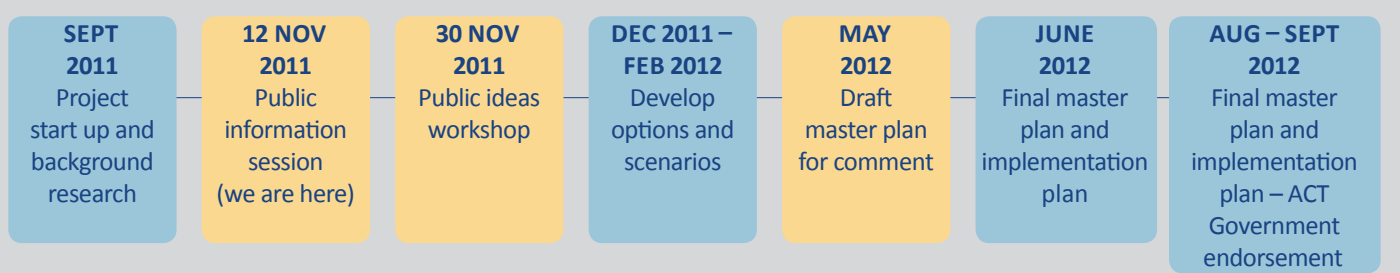 SEPT
2011
Project
start up and
background
research
12 NOV
2011
Public
information
session
(we are here)
30 NOV
2011
Public ideas
workshop
DEC 2011 –
FEB 2012
Develop
options and
scenarios
MAY
2012
Draft
master plan
for comment
JUNE
2012
Final master
plan and
implementation
plan
AUG – SEPT
2012
Final master
plan and
implementation
plan – ACT
Government
endorsement